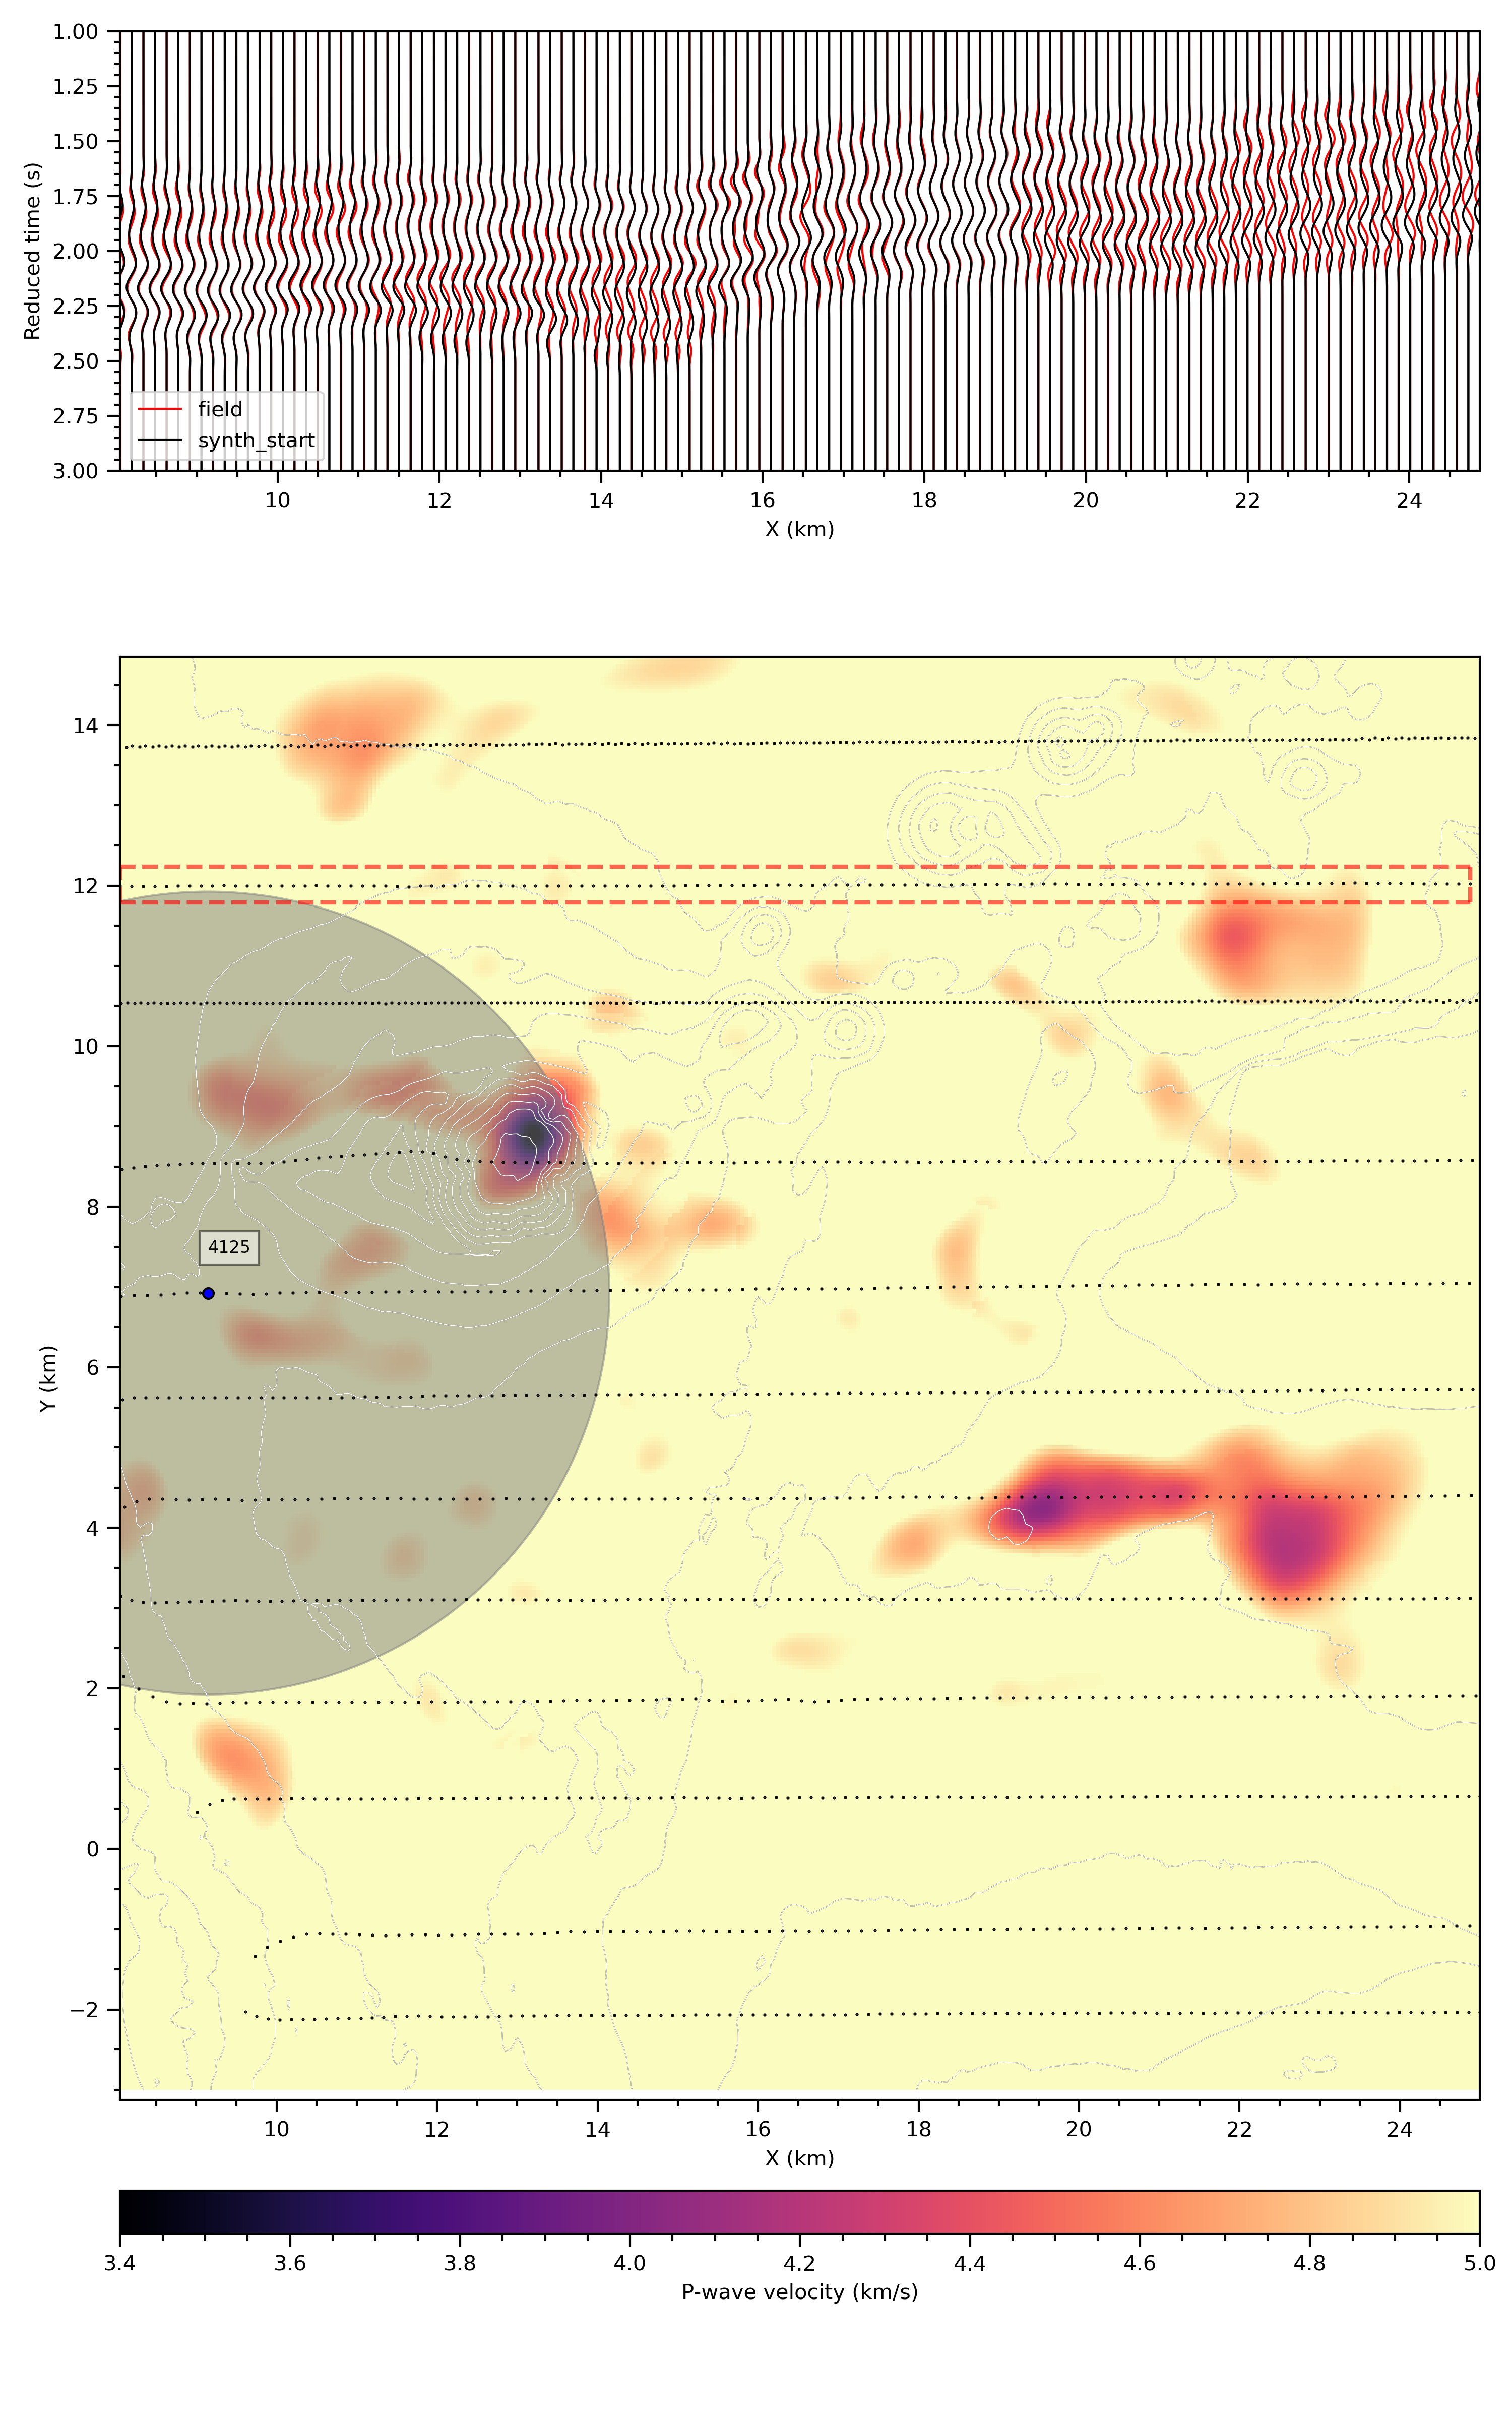 1.00
1.25
1.50
1.75
2.00
2.25
2.50
2.75
3.00
Reduced time (s)
field
synth_start
10 12 14 16 18 20 22 24
X (km)
14
12
10
8
6
4
2
0
−2
Y (km)
4125
10 12 14 16 18 20 22 24
X (km)
3.4 3.6 3.8 4.0 4.2 4.4 4.6 4.8 5.0
P-wave velocity (km/s)